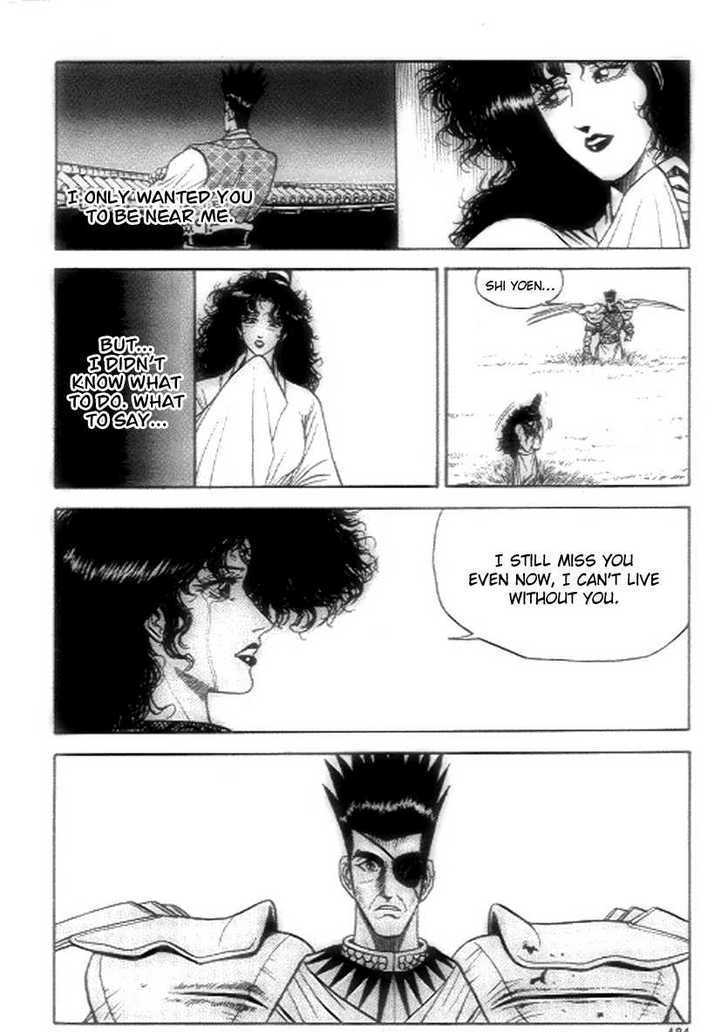 I ONLY WANTED YOU
TO BE NEAR ME.
BUT...
I DIDN'T
KNOW WHAT
TO DO. WHAT
TO SAY...
SHI YOEN...
I STILL MISS YOU
EVEN NOW, I CAN'T LIVE
WITHOUT YOU.